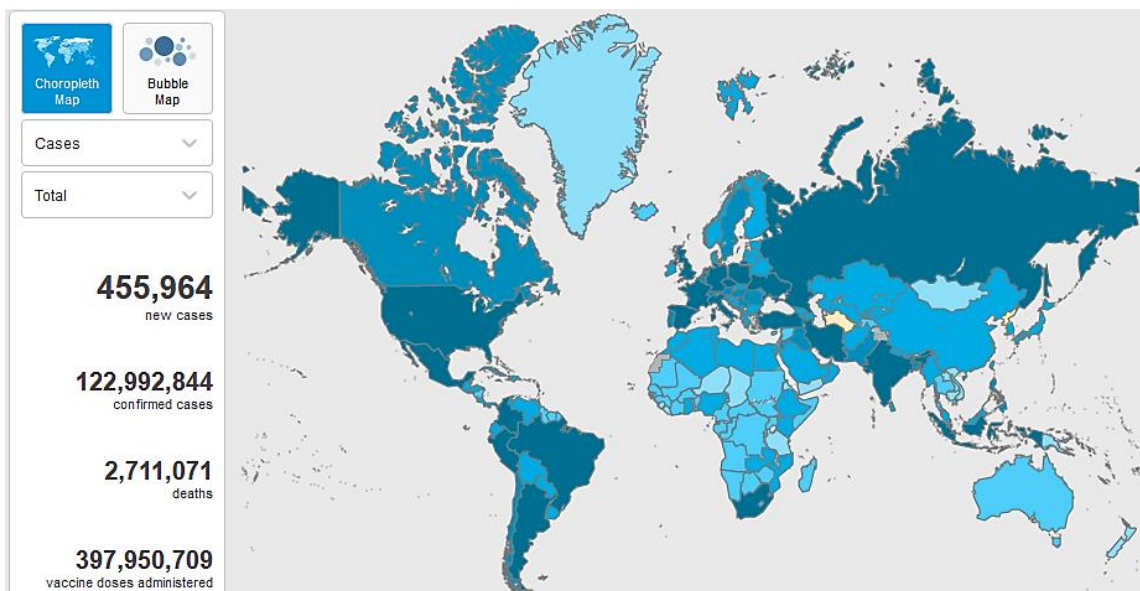 Choropleth
Map
Bubble
Map
Cases
Total
455,964
new cases
122,992,844
confirmed cases
2,711,071
deaths
397,950,709
vaccine doses administered